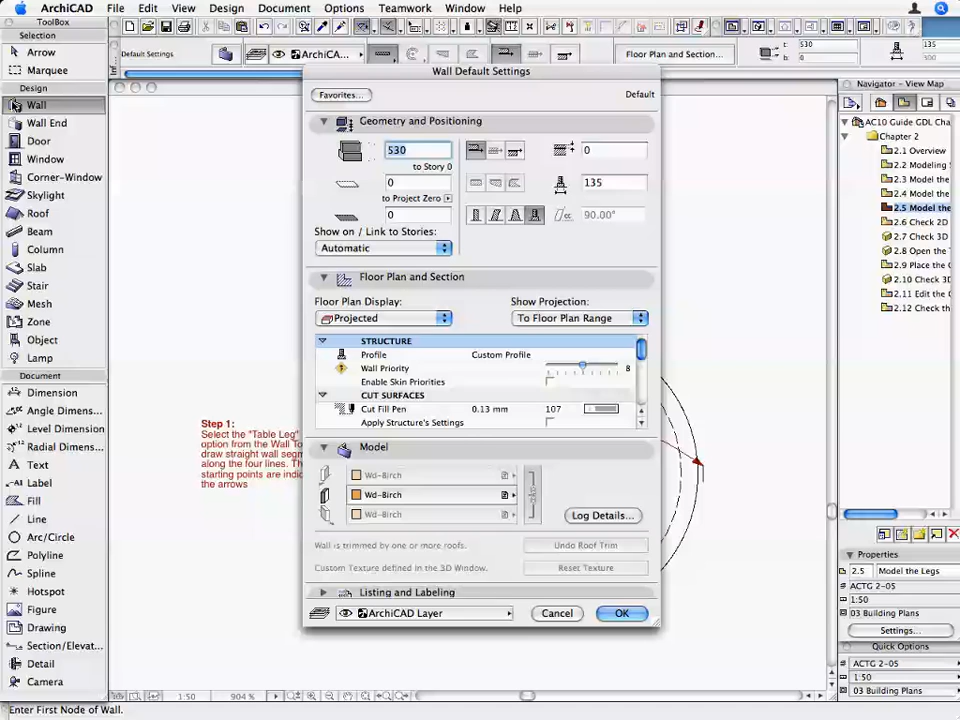 ArchiCAD File Edit View Design Document Options Teamwork Window Help
ToolBox
Selection
Arrow
Marquee
Design
Wall
Wall End
Door
Window
Corner-Window
Skylight
Roof
Beam
Column
Slab
Stair
Mesh
Zone
Object
Lamp
Document
Dimension
Angle Dimens...
Level Dimension
Radial Dimens...
Text
Label
Fill
Line
Arc/Circle
Polyline
Spline
Hotspot
Figure
Drawing
Section/Elevat...
Detail
Camera
Enter First Node of Wall.
Default Settings
ArchiCA...
Floor Plan and Section...
t: 530
b: 0
135
300
Wall Default Settings
Favorites...
Default
Geometry and Positioning
530
0
to Story 0
0
135
to Project Zero
0
90.00°
Show on / Link to Stories:
Automatic
Floor Plan and Section
Floor Plan Display:
Show Projection:
Projected
To Floor Plan Range
STRUCTURE
Profile Custom Profile
Wall Priority 8
Enable Skin Priorities
CUT SURFACES
Cut Fill Pen 0.13 mm 107
Apply Structure's Settings
Model
Wd-Birch
Wd-Birch
Wd-Birch
Log Details...
Wall is trimmed by one or more roofs.
Undo Roof Trim
Custom Texture defined in the 3D Window.
Reset Texture
Listing and Labeling
ArchiCAD Layer
Cancel
OK
Step 1:
Select the "Table Leg"
option from the Wall To
draw straight wall segm
along the four lines. Th
starting points are indic
the arrows
1:50
904 %
Navigator - View Map
AC10 Guide GDL Cha
Chapter 2
2.1 Overview
2.2 Modeling
2.3 Model the
2.4 Model the
2.5 Model the
2.6 Check 2D
2.7 Check 3D
2.8 Open the
2.9 Place the
2.10 Check 3D
2.11 Edit the
2.12 Check th
Properties
2.5 Model the Legs
ACTG 2-05
1:50
03 Building Plans
Settings...
Quick Options
ACTG 2-05
1:50
03 Building Plans